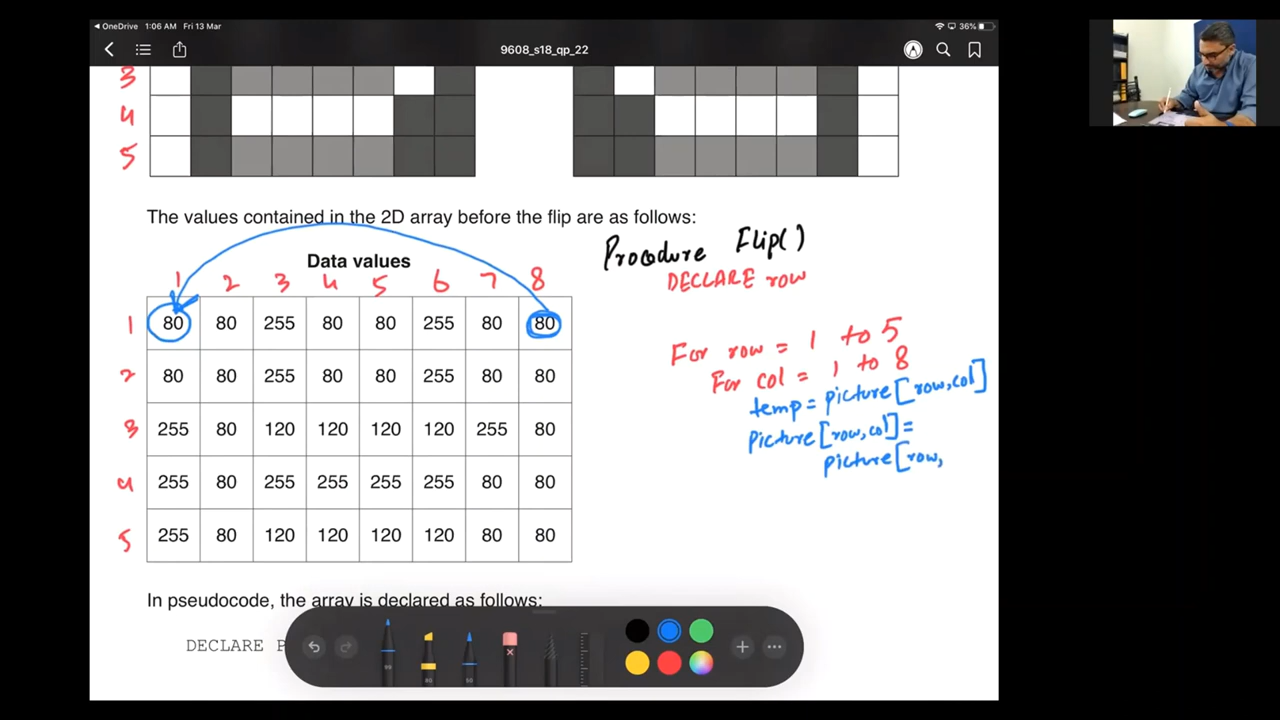 OneDrive 1:06 AM Fri 13 Mar 36%
9608_s18_qp_22
3
4
5
The values contained in the 2D array before the flip are as follows:
Data values
1 2 3 4 5 6 7 8
1 80 80 255 80 80 255 80 80
2 80 80 255 80 80 255 80 80
3 255 80 120 120 120 120 255 80
4 255 80 255 255 255 255 80 80
5 255 80 120 120 120 120 80 80
Procedure Flip()
DECLARE row
For row = 1 to 5
For col = 1 to 8
temp = picture[row,col]
picture[row,col] =
picture[row,
In pseudocode, the array is declared as follows:
DECLARE